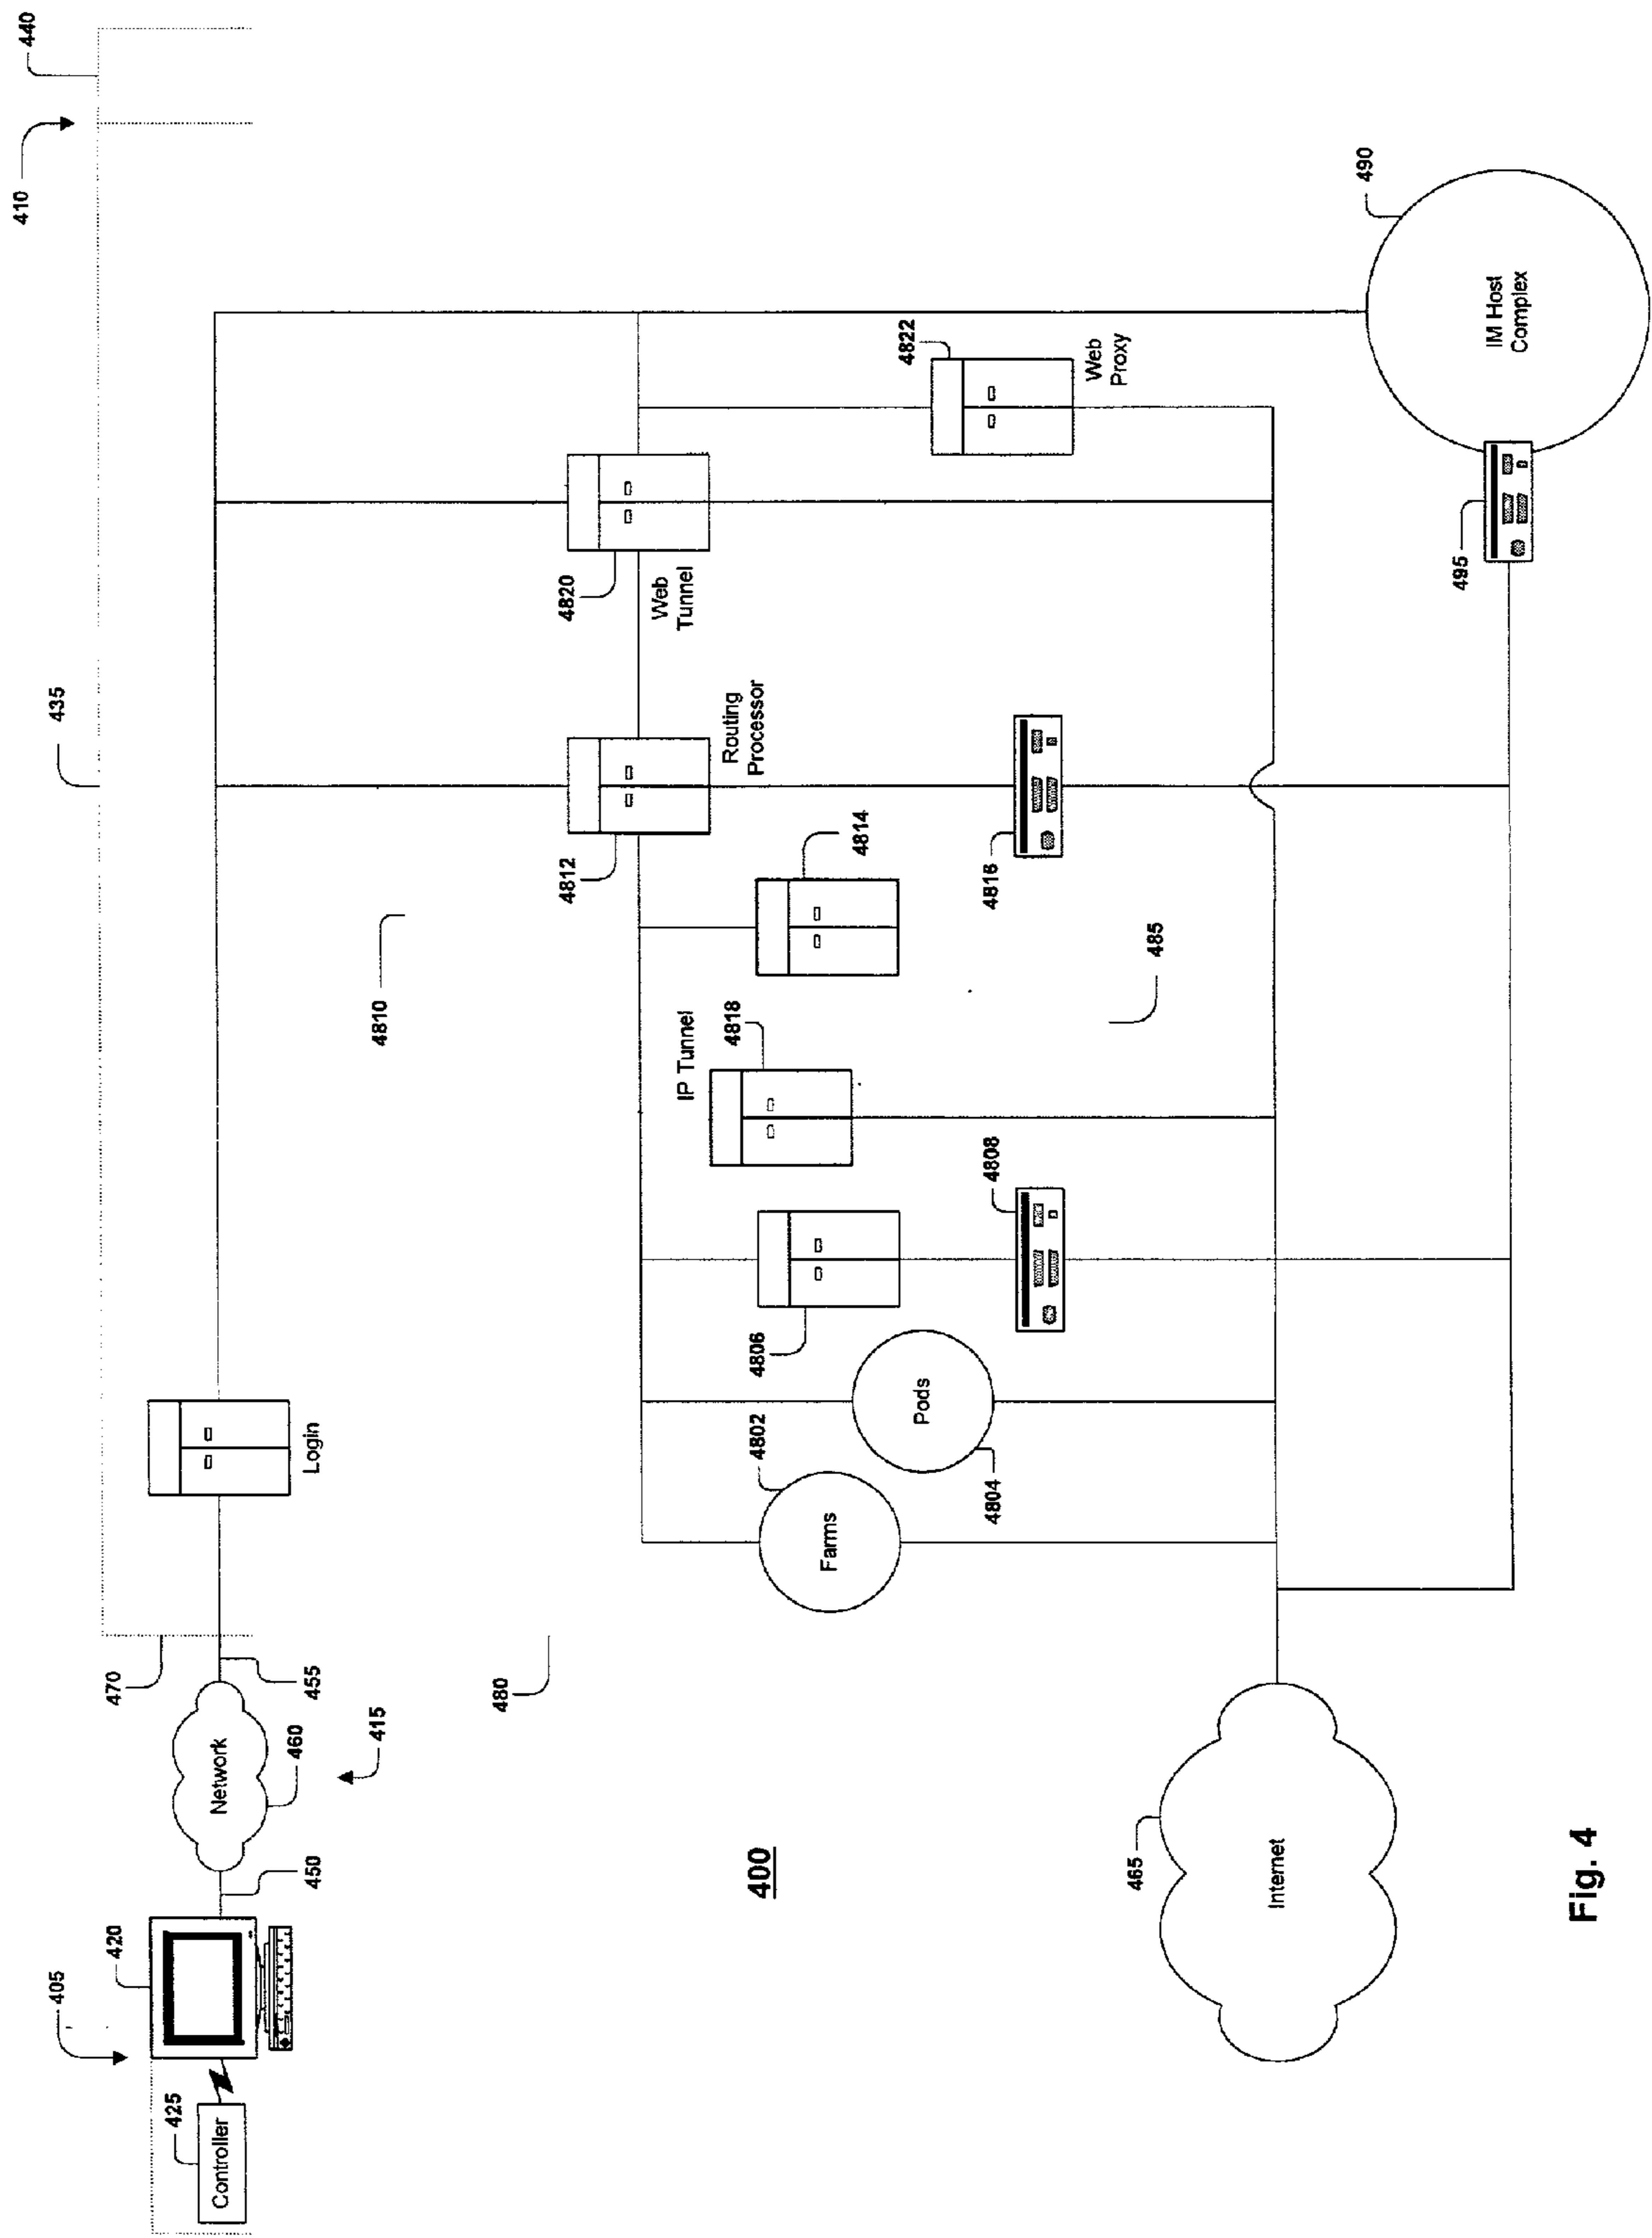 410
440
405
435
420
470
425
Controller
Network
460
450
455
Login
415
4810
480
4812
4820
Web
Tunnel
IP Tunnel
4818
Routing
Processor
400
4806
4802
Farms
4814
4822
Pods
4804
4808
4816
Web
Proxy
465
485
Internet
490
495
IM Host
Complex
Fig. 4